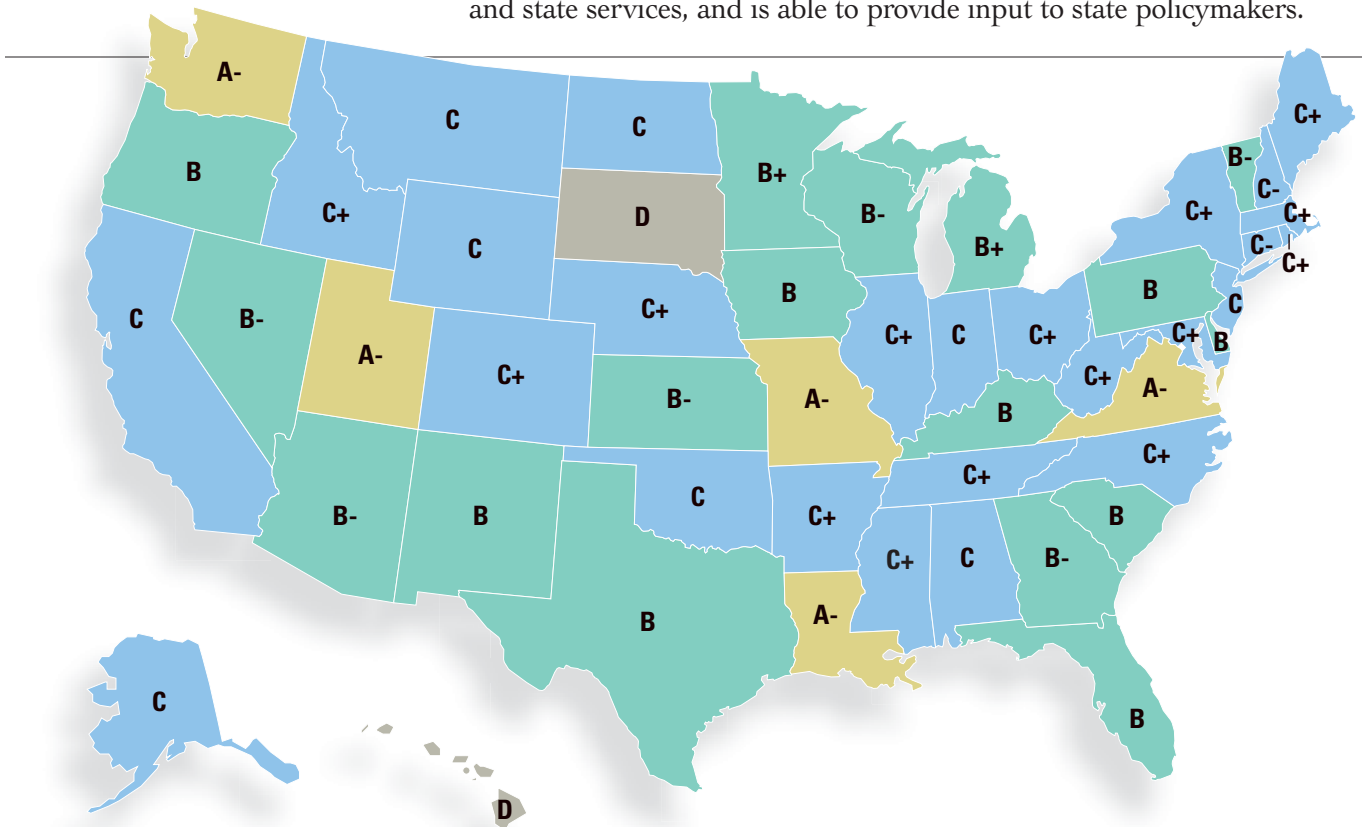 and state services, and is able to provide input to state policymakers.
A-
C+
C
C
B+
B-
B
B-
C-
C+
C+
D
B-
C+
C
B+
C-
C+
B
B
C+
C
C
B-
C+
C
C+
C+
B
A-
C+
B-
A-
C+
A-
B
C+
C+
C
C+
B-
B
C+
C
B-
B
A-
B
C
B
D